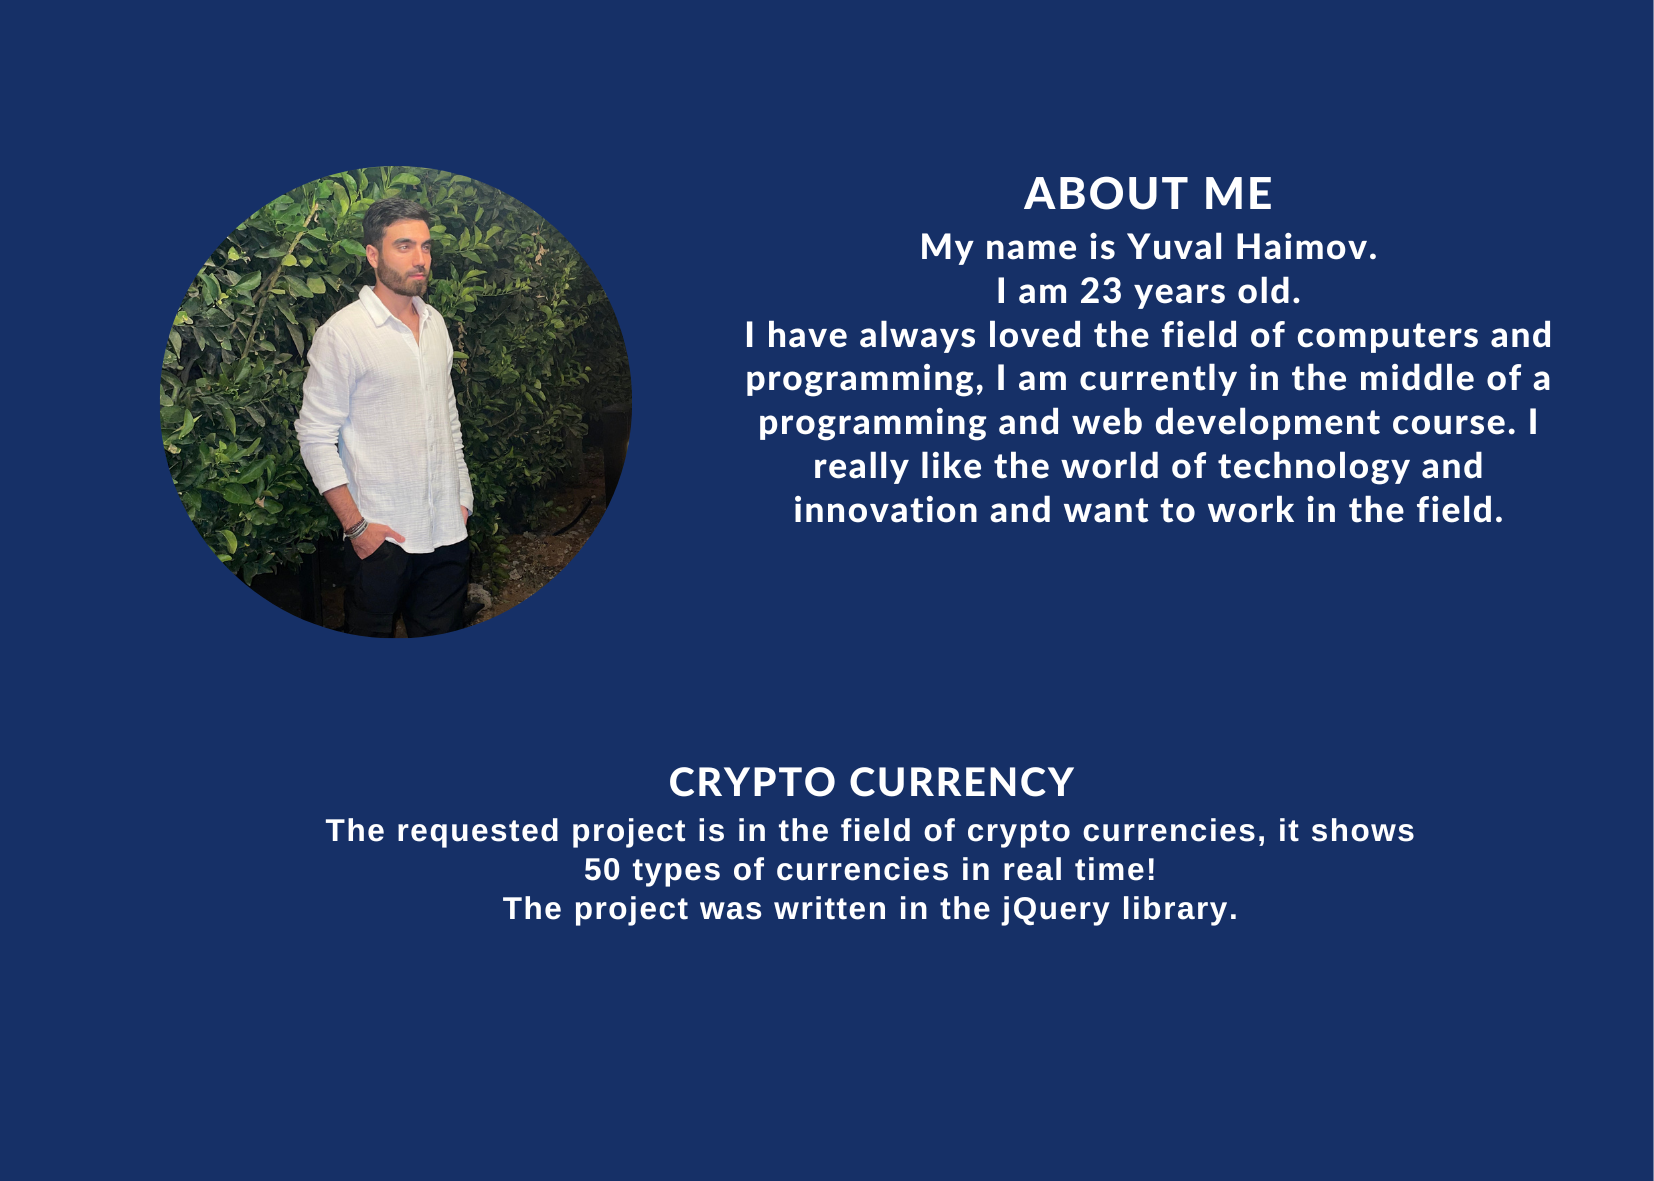 ABOUT ME
My name is Yuval Haimov.
I am 23 years old.
I have always loved the field of computers and
programming, I am currently in the middle of a
programming and web development course. I
really like the world of technology and
innovation and want to work in the field.
CRYPTO CURRENCY
The requested project is in the field of crypto currencies, it shows
50 types of currencies in real time!
The project was written in the jQuery library.